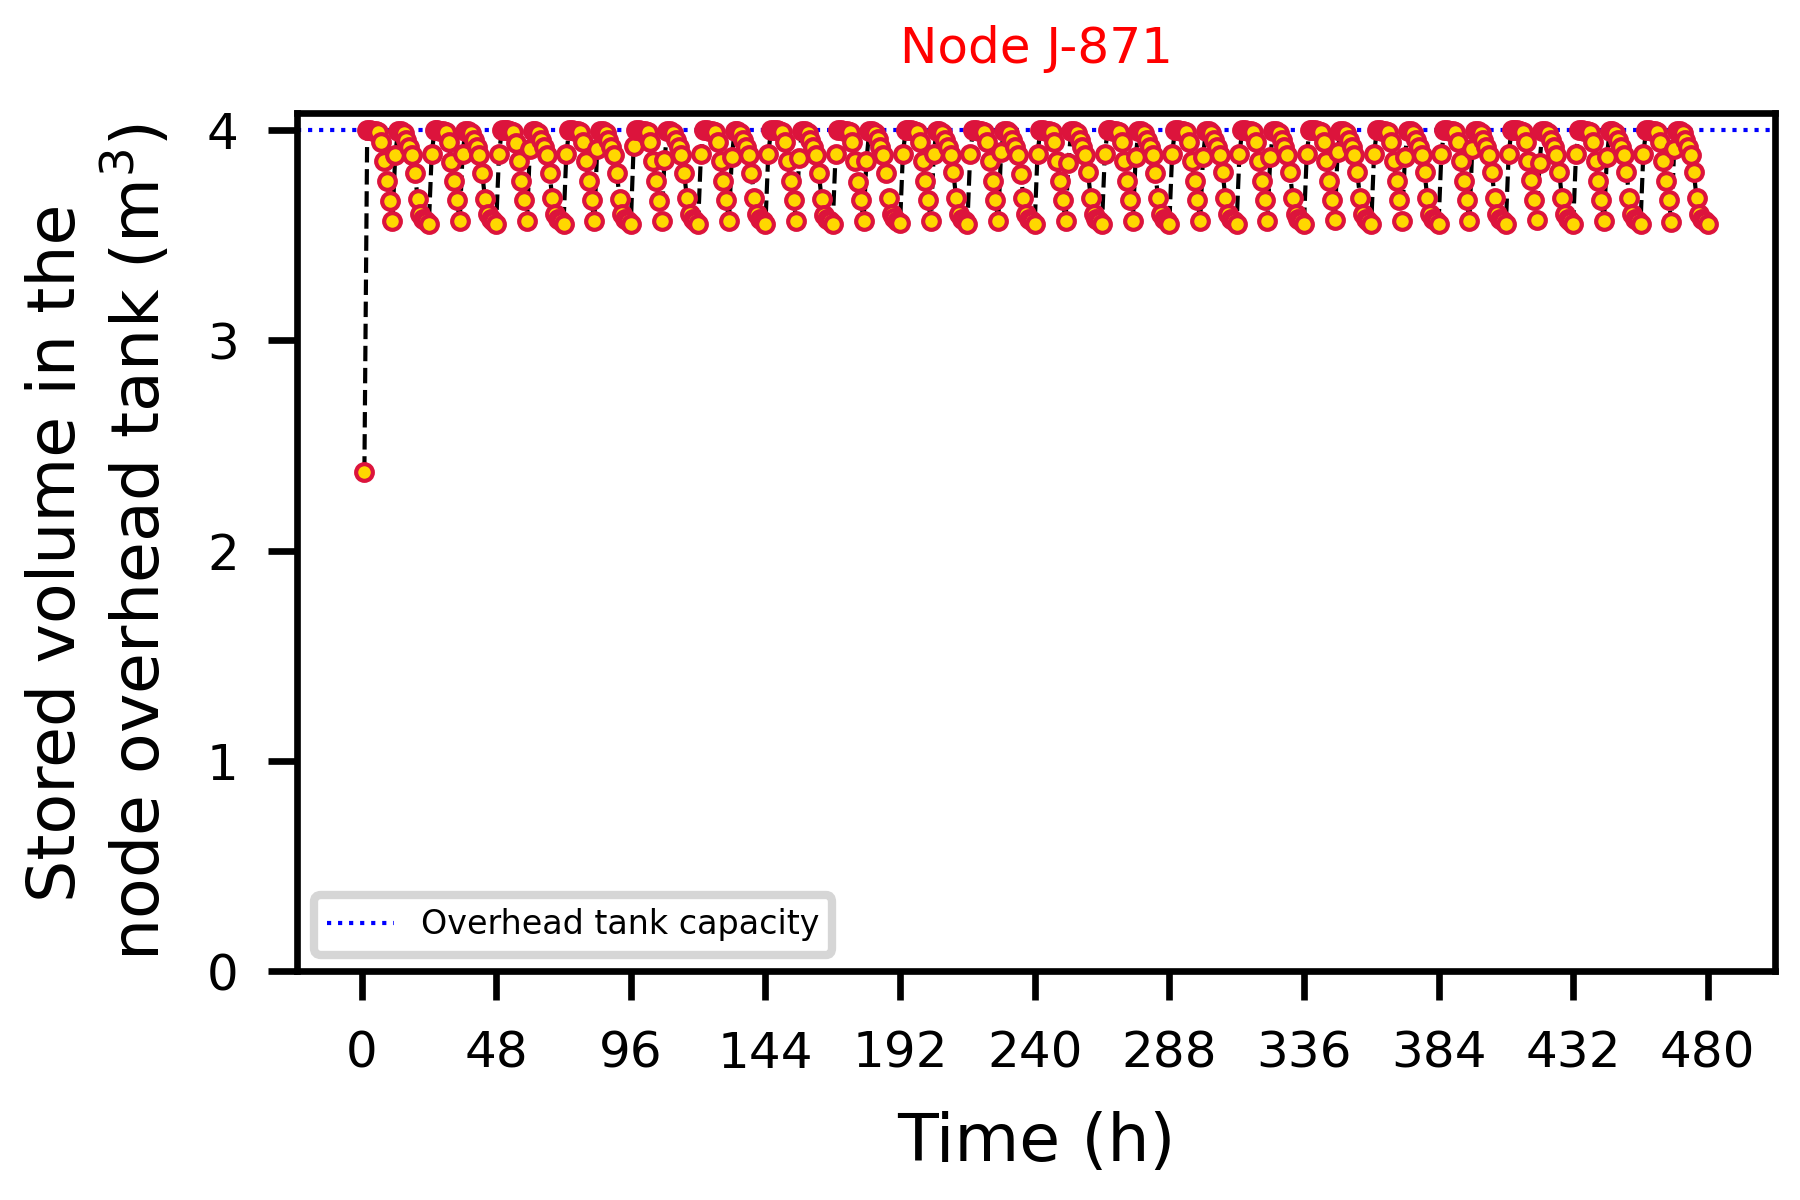 Node J-871
Stored volume in the
node overhead tank (m³)
4
3
2
1
0
Overhead tank capacity
0 48 96 144 192 240 288 336 384 432 480
Time (h)